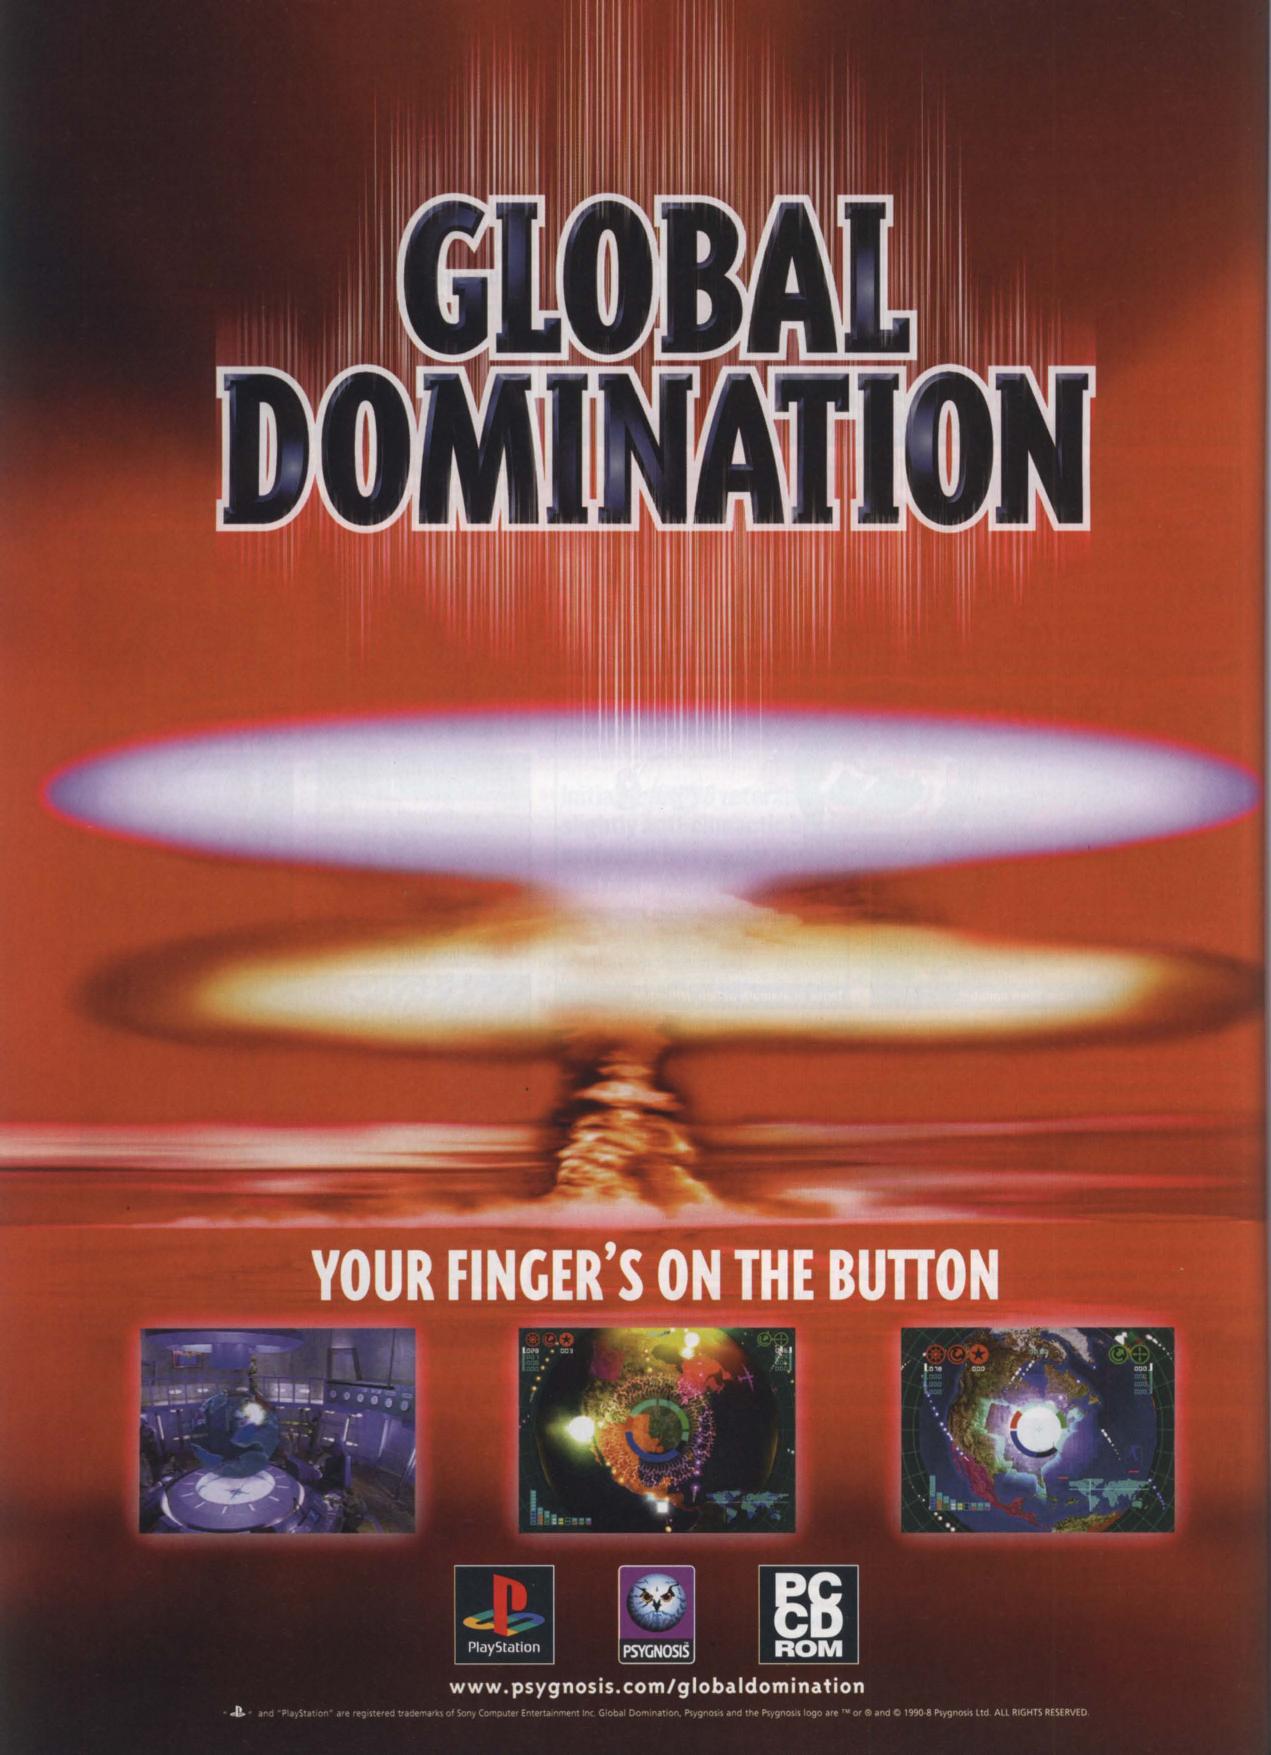 GLOBAL
DOMINATION
YOUR FINGER'S ON THE BUTTON
PlayStation
PSYGNOSIS™
PC
CD
ROM
www.psygnosis.com/globaldomination
" " and "PlayStation" are registered trademarks of Sony Computer Entertainment Inc. Global Domination, Psygnosis and the Psygnosis logo are ™ or ® and © 1990-8 Psygnosis Ltd. ALL RIGHTS RESERVED.